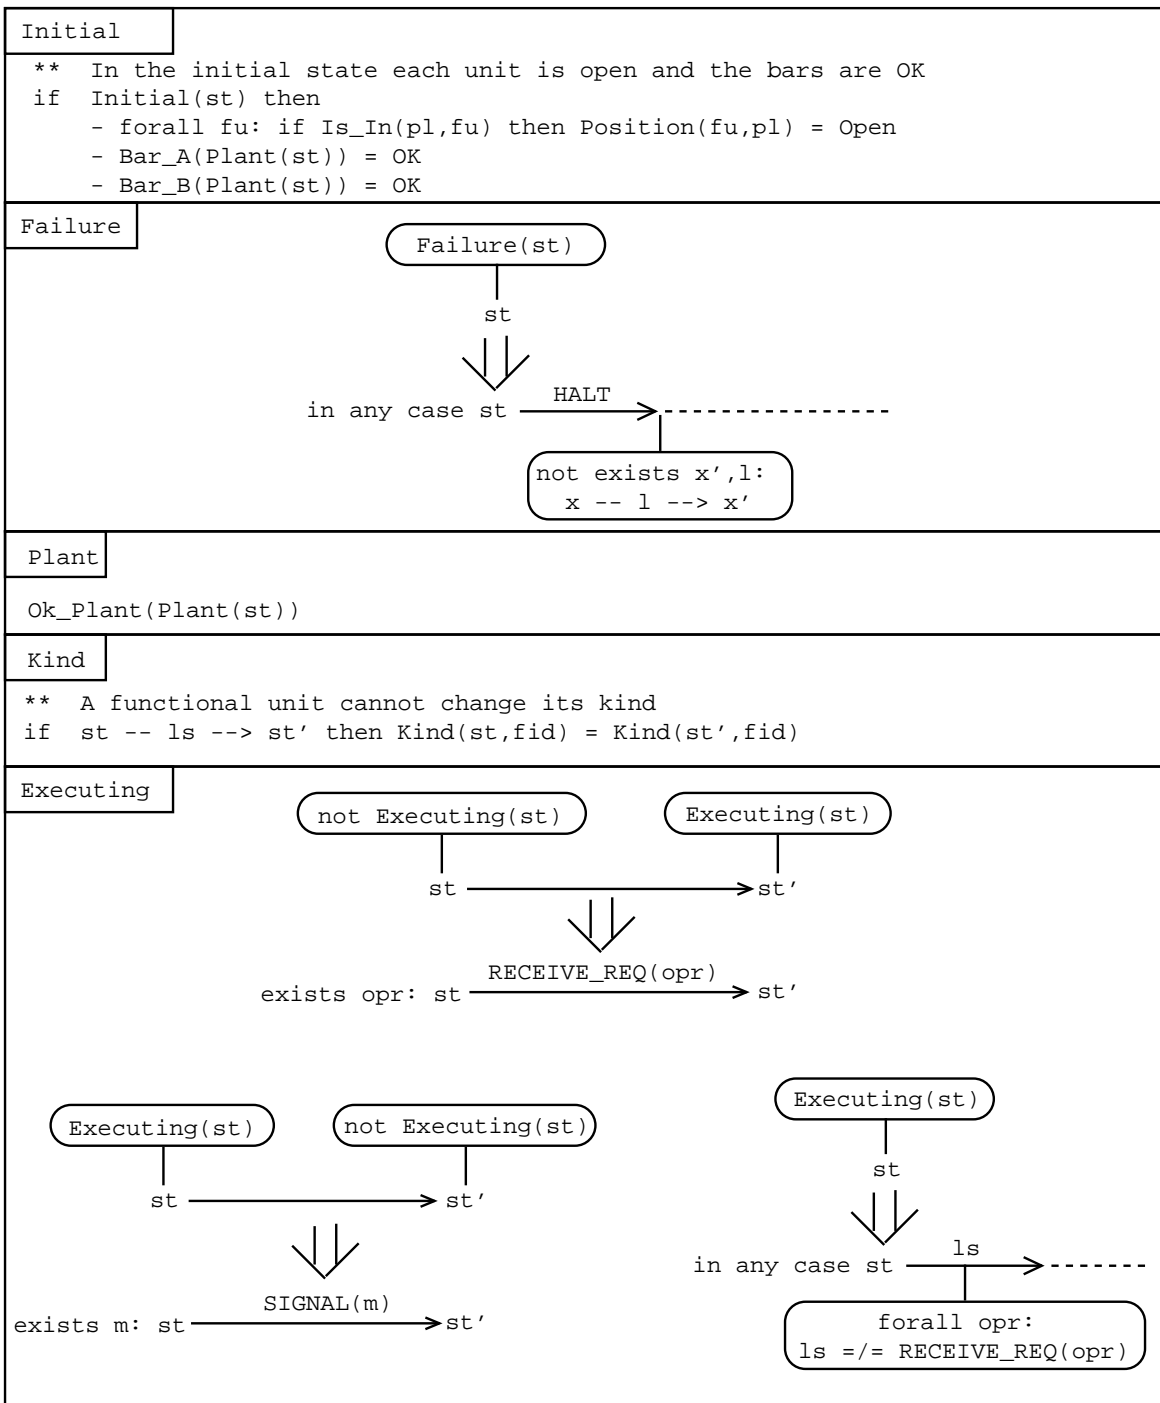 Initial
** In the initial state each unit is open and the bars are OK
if Initial(st) then
- forall fu: if Is_In(pl,fu) then Position(fu,pl) = Open
- Bar_A(Plant(st)) = OK
- Bar_B(Plant(st)) = OK
Failure
Failure(st)
st
HALT
in any case st
not exists x′,l:
x -- l --> x′
Plant
Ok_Plant(Plant(st))
Kind
** A functional unit cannot change its kind
if st -- ls --> st′ then Kind(st,fid) = Kind(st′,fid)
Executing
not Executing(st) Executing(st)
st st′
RECEIVE_REQ(opr)
exists opr: st st′
Executing(st) not Executing(st)
st st′
SIGNAL(m)
exists m: st st′
Executing(st)
st
ls
in any case st
forall opr:
ls =/= RECEIVE_REQ(opr)